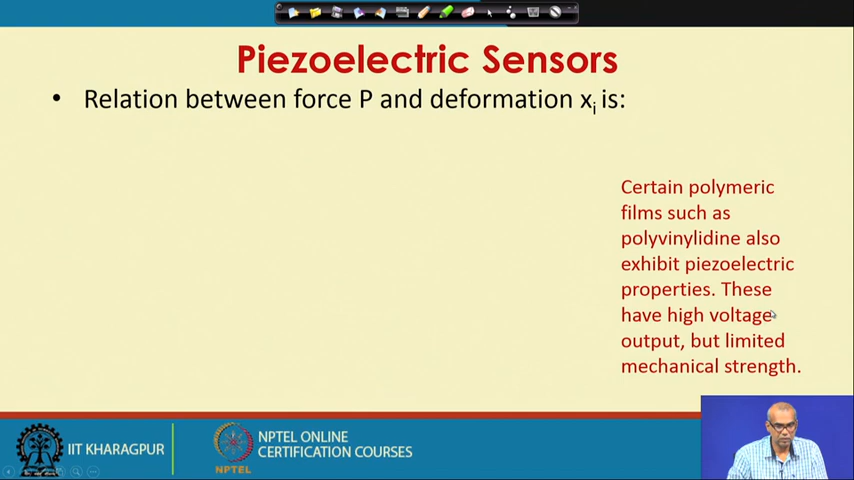 Piezoelectric Sensors
• Relation between force P and deformation xi is:
Certain polymeric
films such as
polyvinylidine also
exhibit piezoelectric
properties. These
have high voltage
output, but limited
mechanical strength.
IIT KHARAGPUR
NPTEL
NPTEL ONLINE
CERTIFICATION COURSES